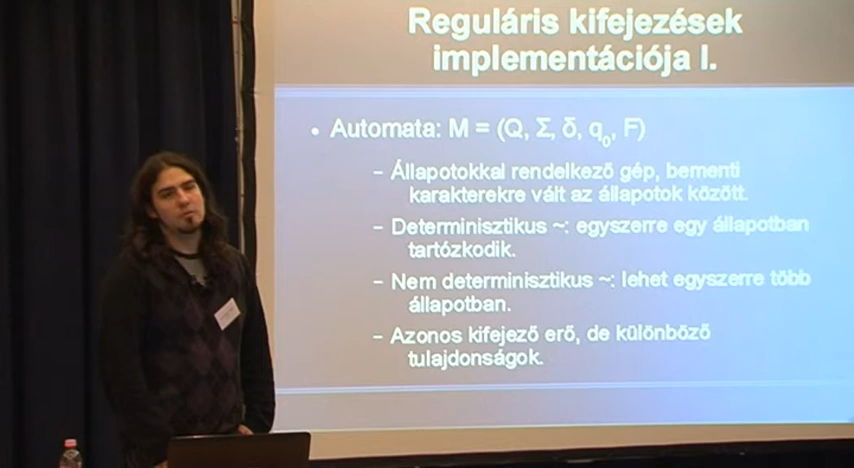 Reguláris kifejezések
implementációja I.
• Automata: M = (Q, Σ, δ, q₀, F)
– Állapotokkal rendelkező gép, bementi
karakterekre vált az állapotok között.
– Determinisztikus ~: egyszerre egy állapotban
tartózkodik.
– Nem determinisztikus ~: lehet egyszerre több
állapotban.
– Azonos kifejező erő, de különböző
tulajdonságok.